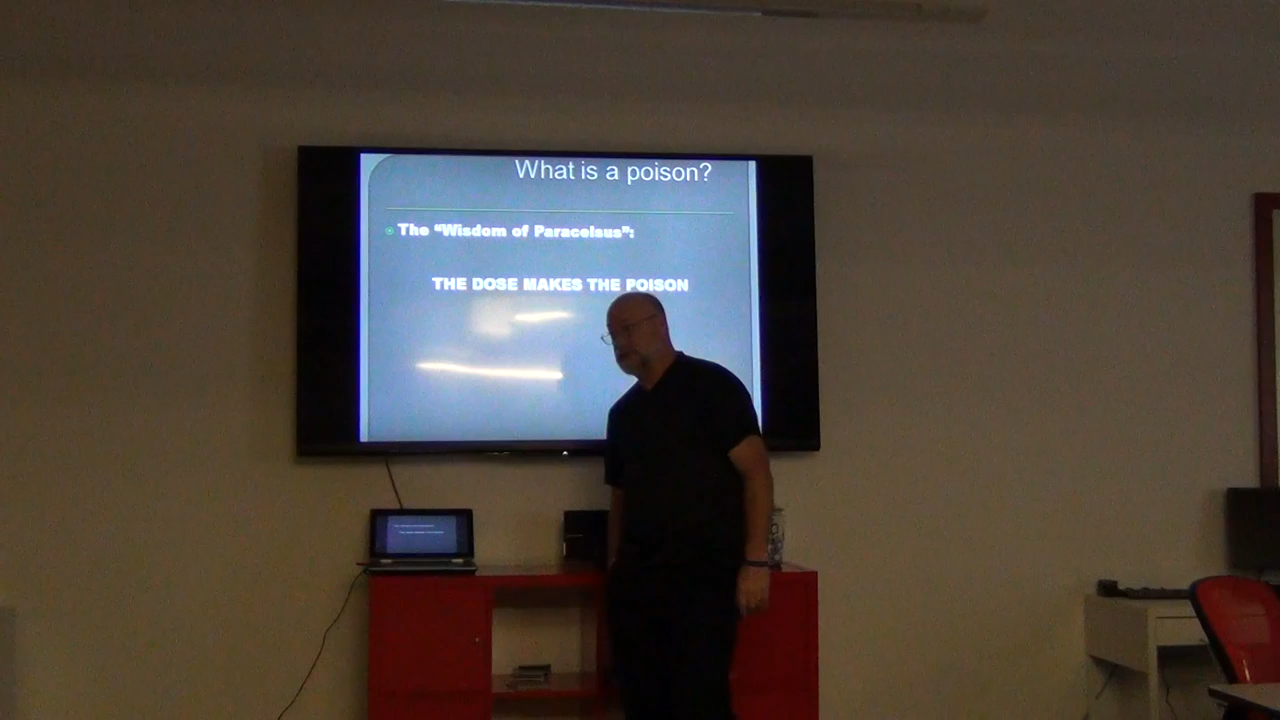 What is a poison?
The “Wisdom of Paracelsus”:
THE DOSE MAKES THE POISON